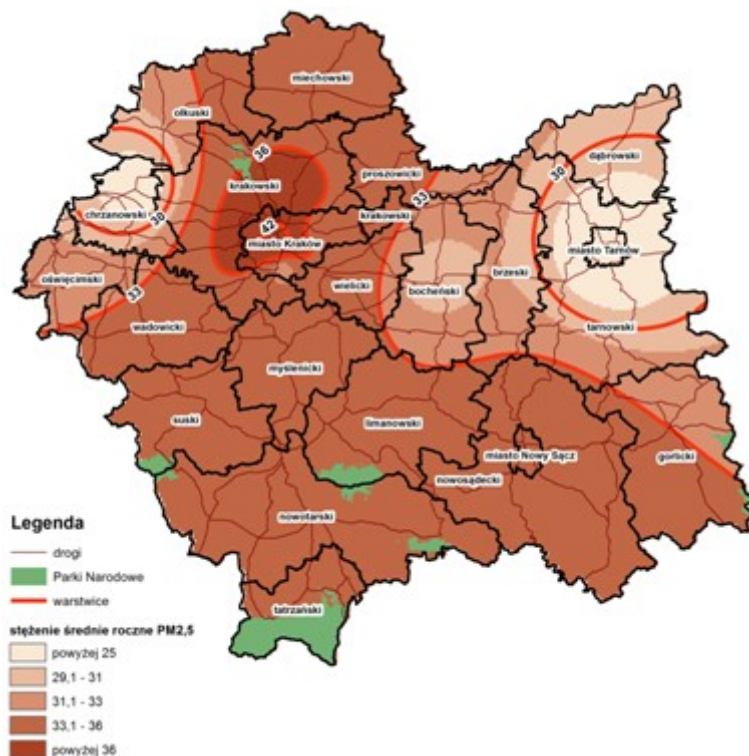 miechowski
olkuski
dąbrowski
36
30
proszowicki
krakowski
33
krakowski
chrzanowski
30
42
miasto Kraków
miasto Tarnów
oświęcimski
33
wielicki
bocheński
brzeski
wadowicki
tarnowski
myślenicki
suski
limanowski
miasto Nowy Sącz
gorlicki
nowosądecki
nowotarski
tatrzański
Legenda
drogi
Parki Narodowe
warstwice
stężenie średnie roczne PM2,5
powyżej 25
29,1 - 31
31,1 - 33
33,1 - 36
powyżej 36